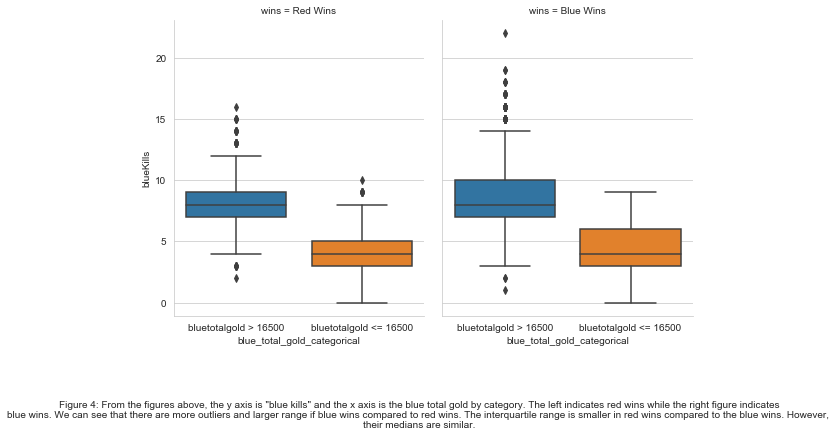 wins = Red Wins
wins = Blue Wins
20
15
10
5
0
blueKills
bluetotalgold > 16500
bluetotalgold <= 16500
bluetotalgold > 16500
bluetotalgold <= 16500
blue_total_gold_categorical
blue_total_gold_categorical
Figure 4: From the figures above, the y axis is "blue kills" and the x axis is the blue total gold by category. The left indicates red wins while the right figure indicates
blue wins. We can see that there are more outliers and larger range if blue wins compared to red wins. The interquartile range is smaller in red wins compared to the blue wins. However,
their medians are similar.